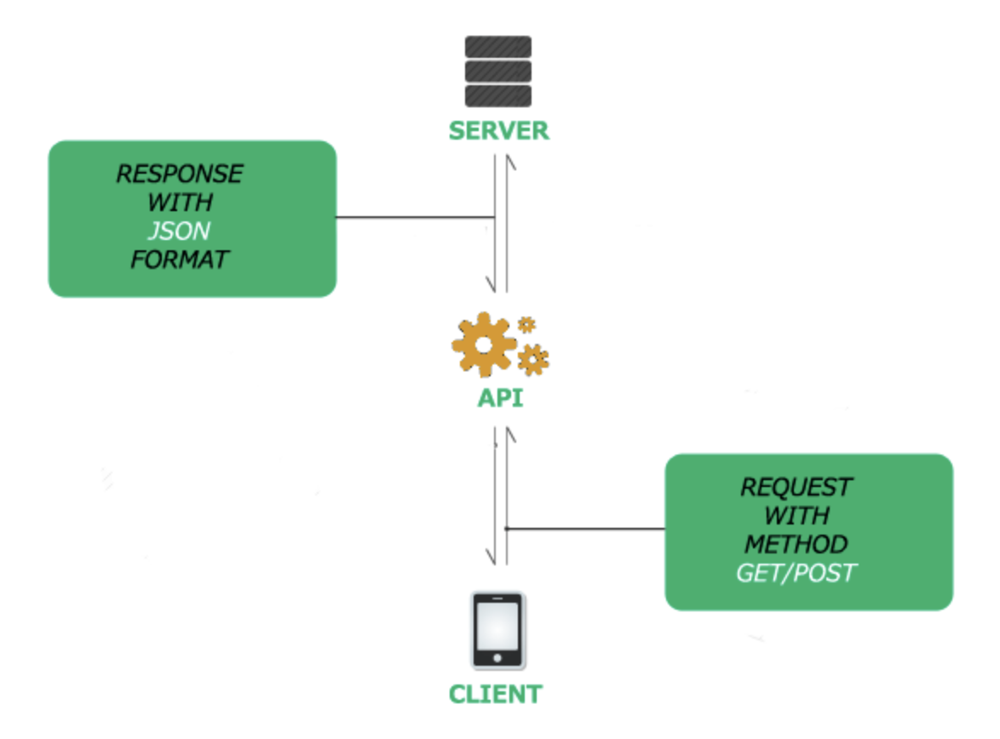 SERVER
RESPONSE
WITH
JSON
FORMAT
API
REQUEST
WITH
METHOD
GET/POST
CLIENT